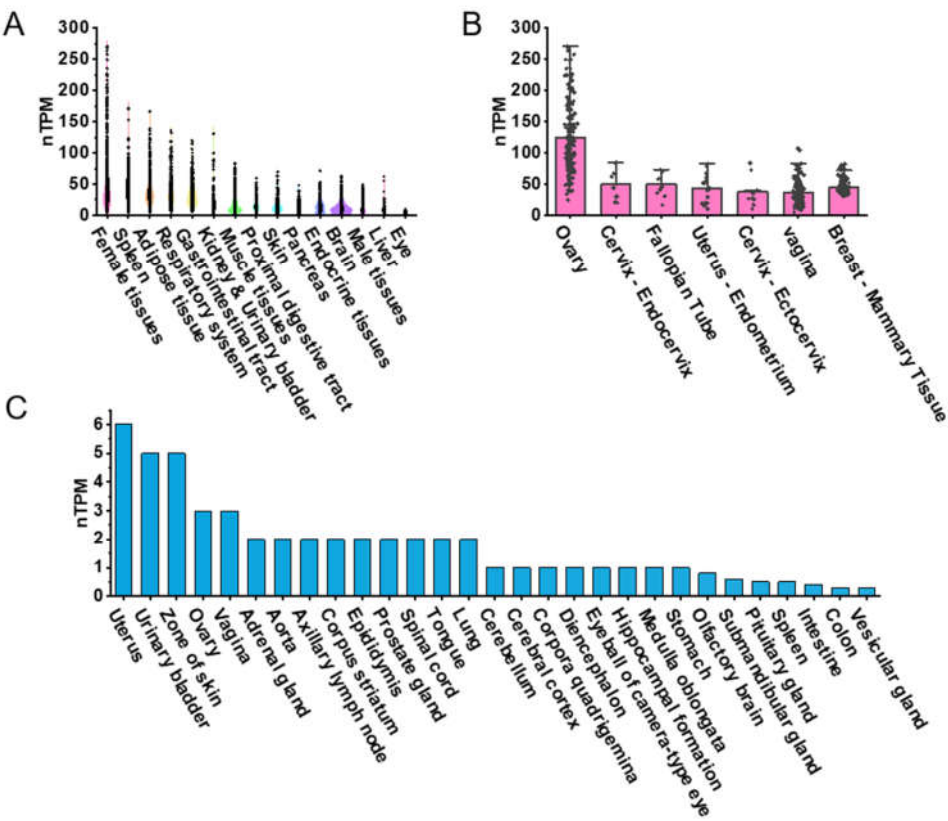 A
300
250
200
150
100
50
0
nTPM
Female tissues
Spleen
Adipose tissue
Respiratory system
Gastrointestinal tract
Kidney & Urinary bladder
Muscle tissues
Proximal digestive tract
Skin
Pancreas
Endocrine tissues
Brain
Male tissues
Liver
Eye
B
300
250
200
150
100
50
0
nTPM
Ovary
Cervix - Endocervix
Fallopian Tube
Uterus - Endometrium
Cervix - Ectocervix
vagina
Breast - Mammary Tissue
C
6
5
4
3
2
1
0
nTPM
Uterus
Urinary bladder
Zone of skin
Ovary
Vagina
Adrenal gland
Aorta
Axillary lymph node
Corpus striatum
Epididymis
Prostate gland
Spinal cord
Tongue
Lung
Cerebellum
Cerebral cortex
Corpora quadrigemina
Diencephalon
Eyeball of camera-type eye
Hippocampal formation
Medulla oblongata
Stomach
Olfactory brain
Submandibular gland
Pituitary gland
Spleen
Intestine
Colon
Vesicular gland